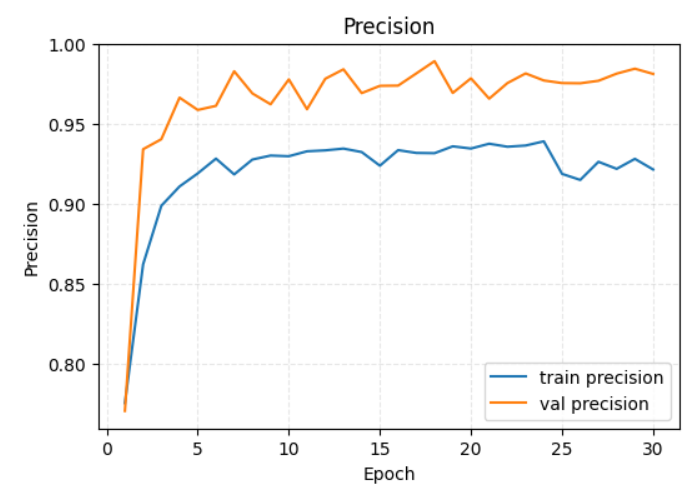 Precision
1.00
0.95
0.90
0.85
0.80
Precision
0 5 10 15 20 25 30
Epoch
train precision
val precision